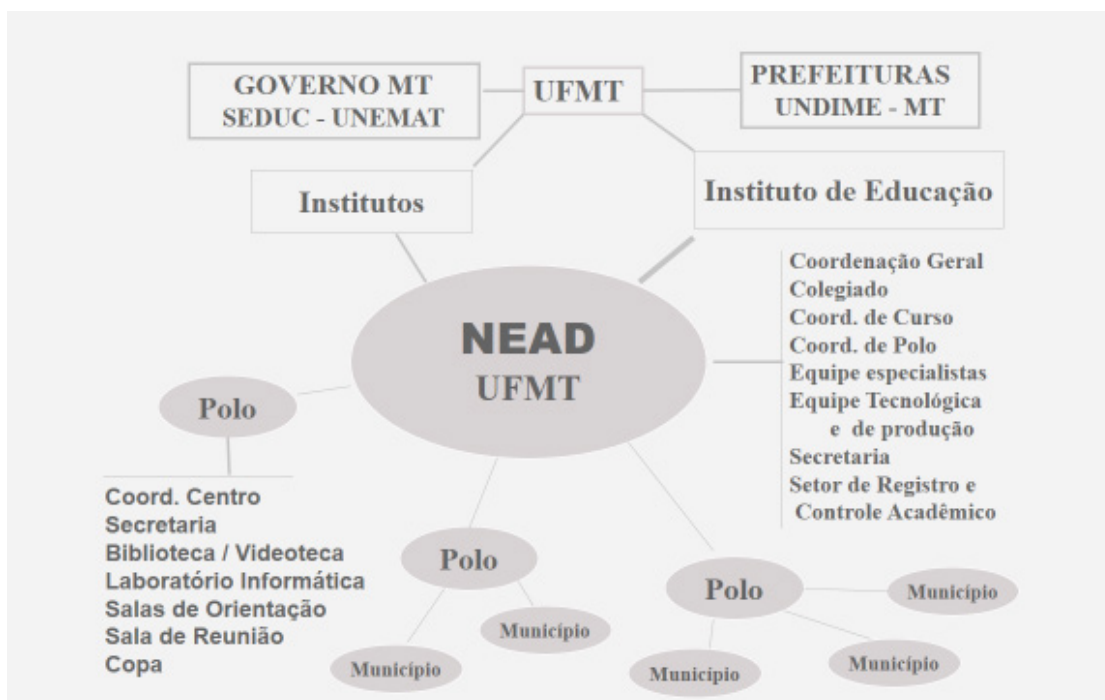 GOVERNO MT
SEDUC - UNEMAT
UFMT
PREFEITURAS
UNDIME - MT
Institutos
Instituto de Educação
NEAD
UFMT
Coordenação Geral
Colegiado
Coord. de Curso
Coord. de Polo
Equipe especialistas
Equipe Tecnológica
e de produção
Secretaria
Setor de Registro e
Controle Acadêmico
Polo
Coord. Centro
Secretaria
Biblioteca / Videoteca
Laboratório Informática
Salas de Orientação
Sala de Reunião
Copa
Polo
Município
Município
Polo
Município
Município
Município